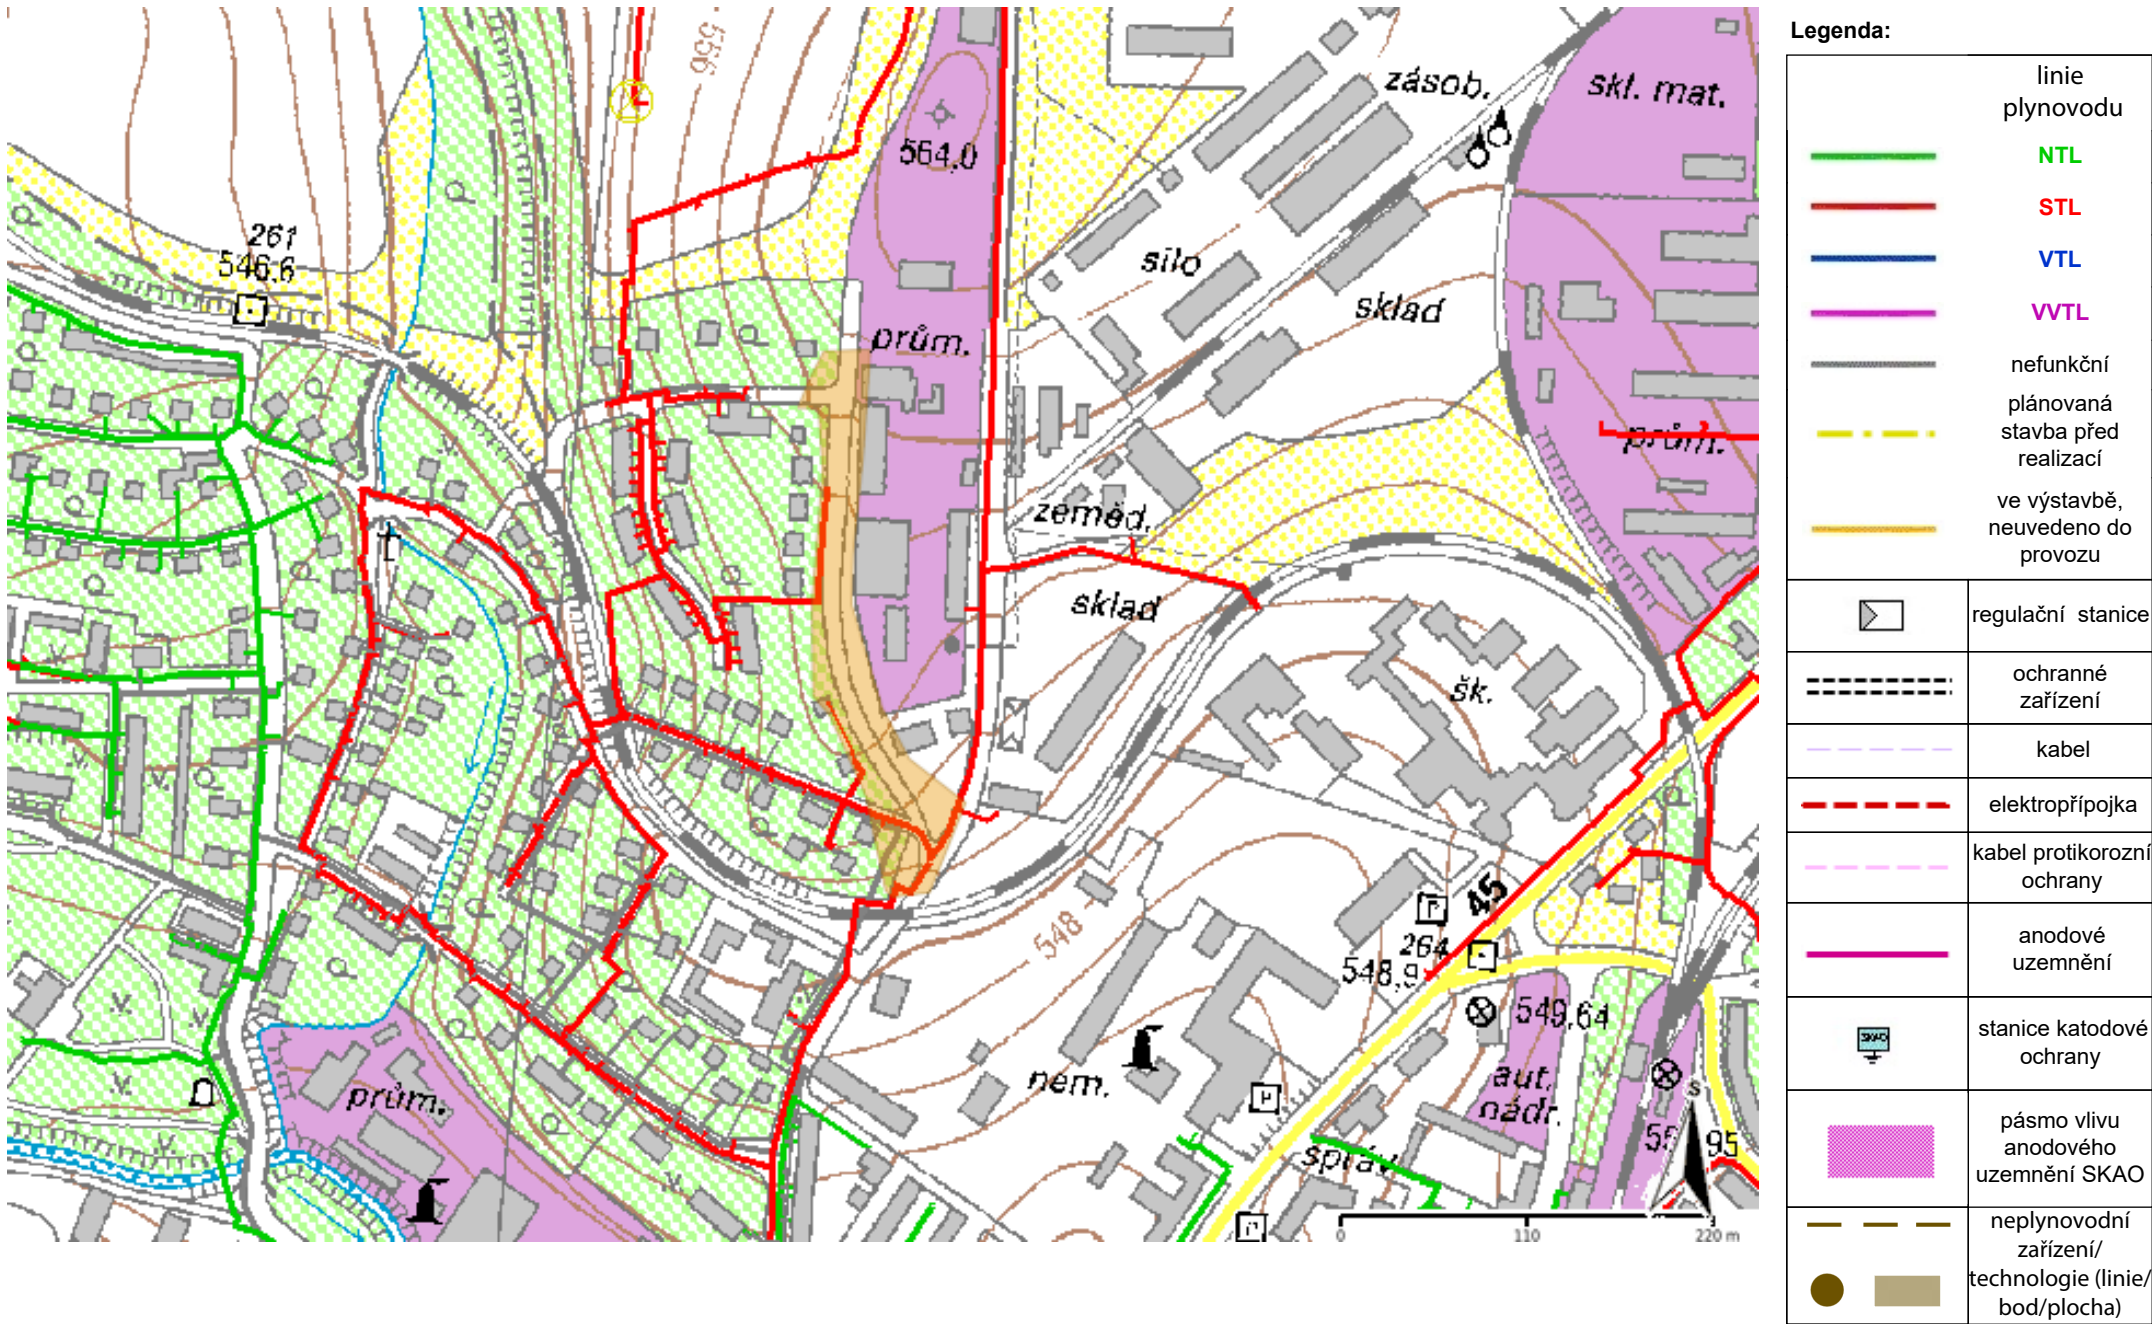 556
564,0
zásob.
skl. mat.
261
546.6
silo
sklad
prům.
prům.
zeměd.
sklad
šk.
548
45
P
264
548,9
549,64
nem.
aut.
nádr.
prům.
správ.
95
S
0 110 220 m
Legenda:
linie
plynovodu
NTL
STL
VTL
VVTL
nefunkční
plánovaná
stavba před
realizací
ve výstavbě,
neuvedeno do
provozu
regulační stanice
ochranné
zařízení
kabel
elektropřípojka
kabel protikorozní
ochrany
anodové
uzemnění
SKAO
stanice katodové
ochrany
pásmo vlivu
anodového
uzemnění SKAO
neplynovodní
zařízení/
technologie (linie/
bod/plocha)